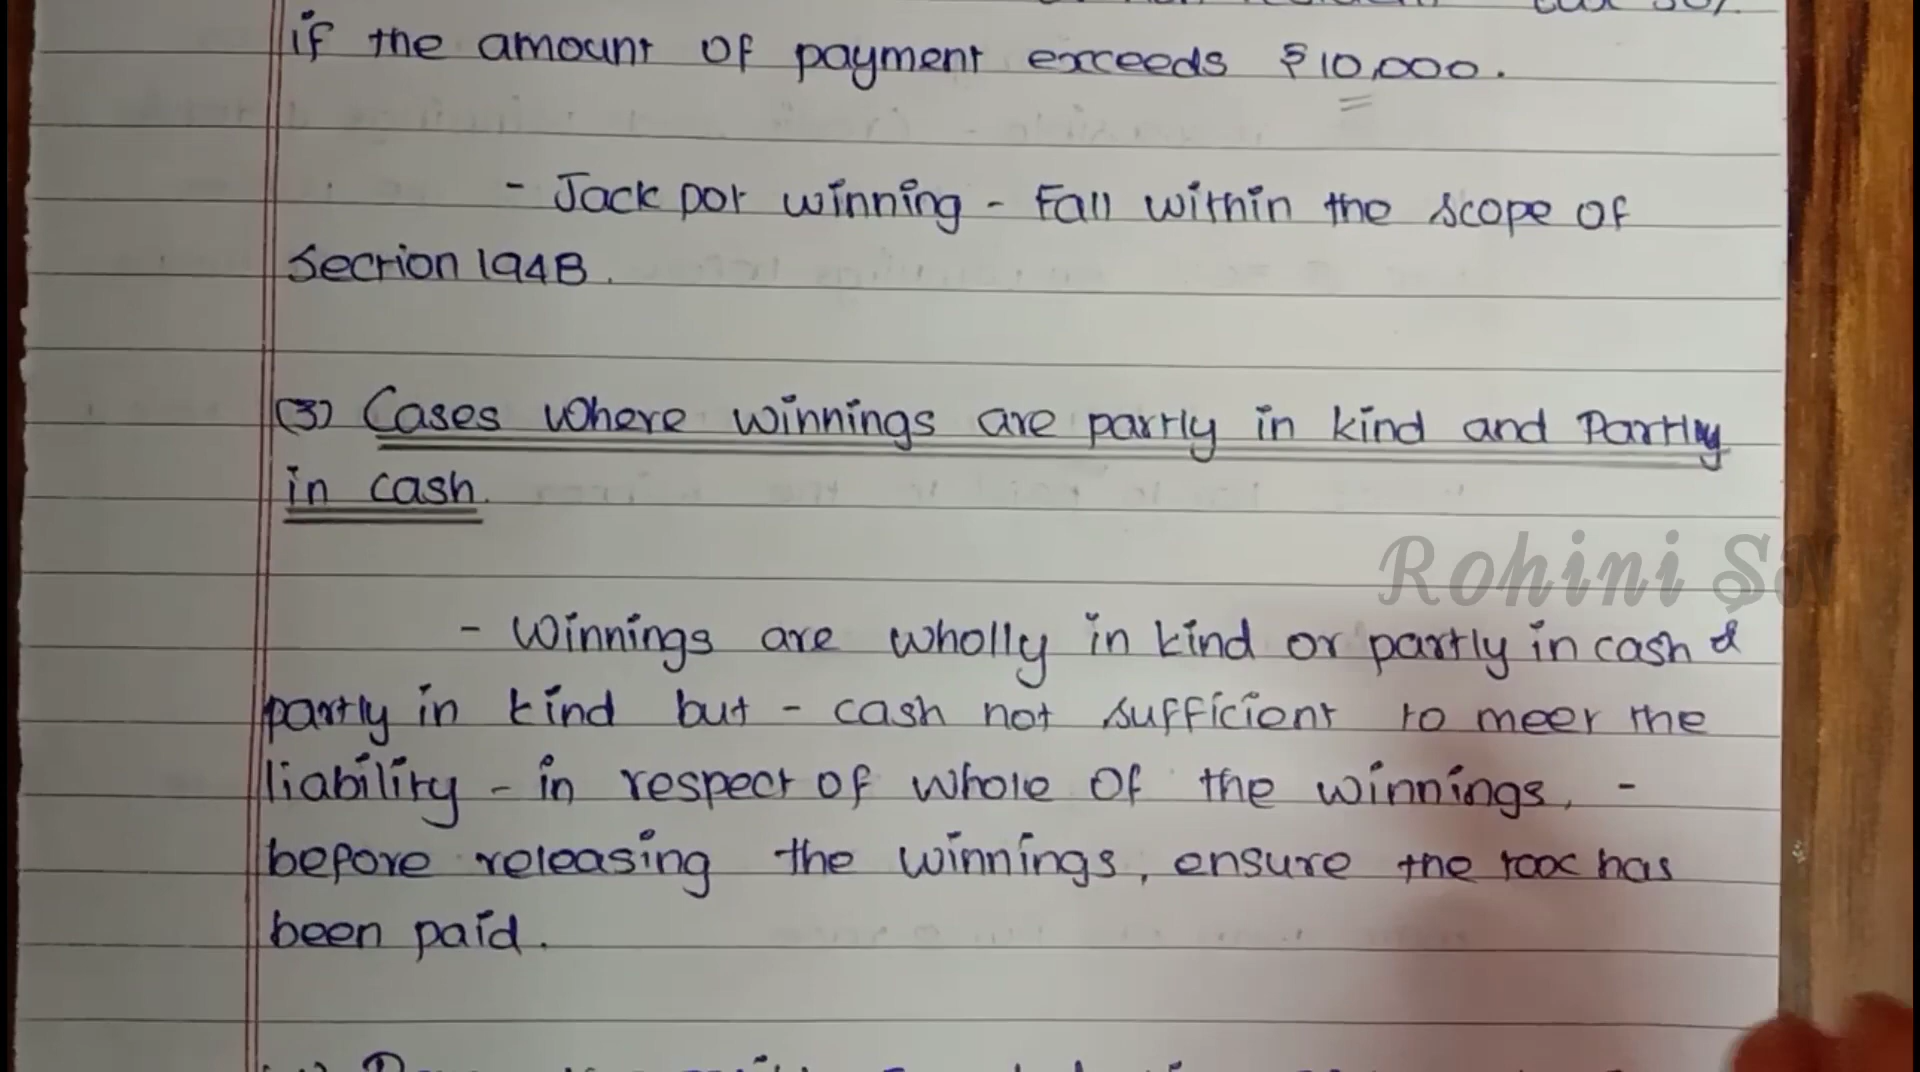 if the amount of payment exceeds ₹10,000.
- Jack pot winning - Fall within the scope of
Section 194B.
(3) Cases where winnings are partly in kind and Partly
in cash.
Rohini SN
- Winnings are wholly in kind or partly in cash &
partly in kind but - cash not sufficient to meet the
liability - in respect of whole of the winnings, -
before releasing the winnings, ensure the tax has
been paid.